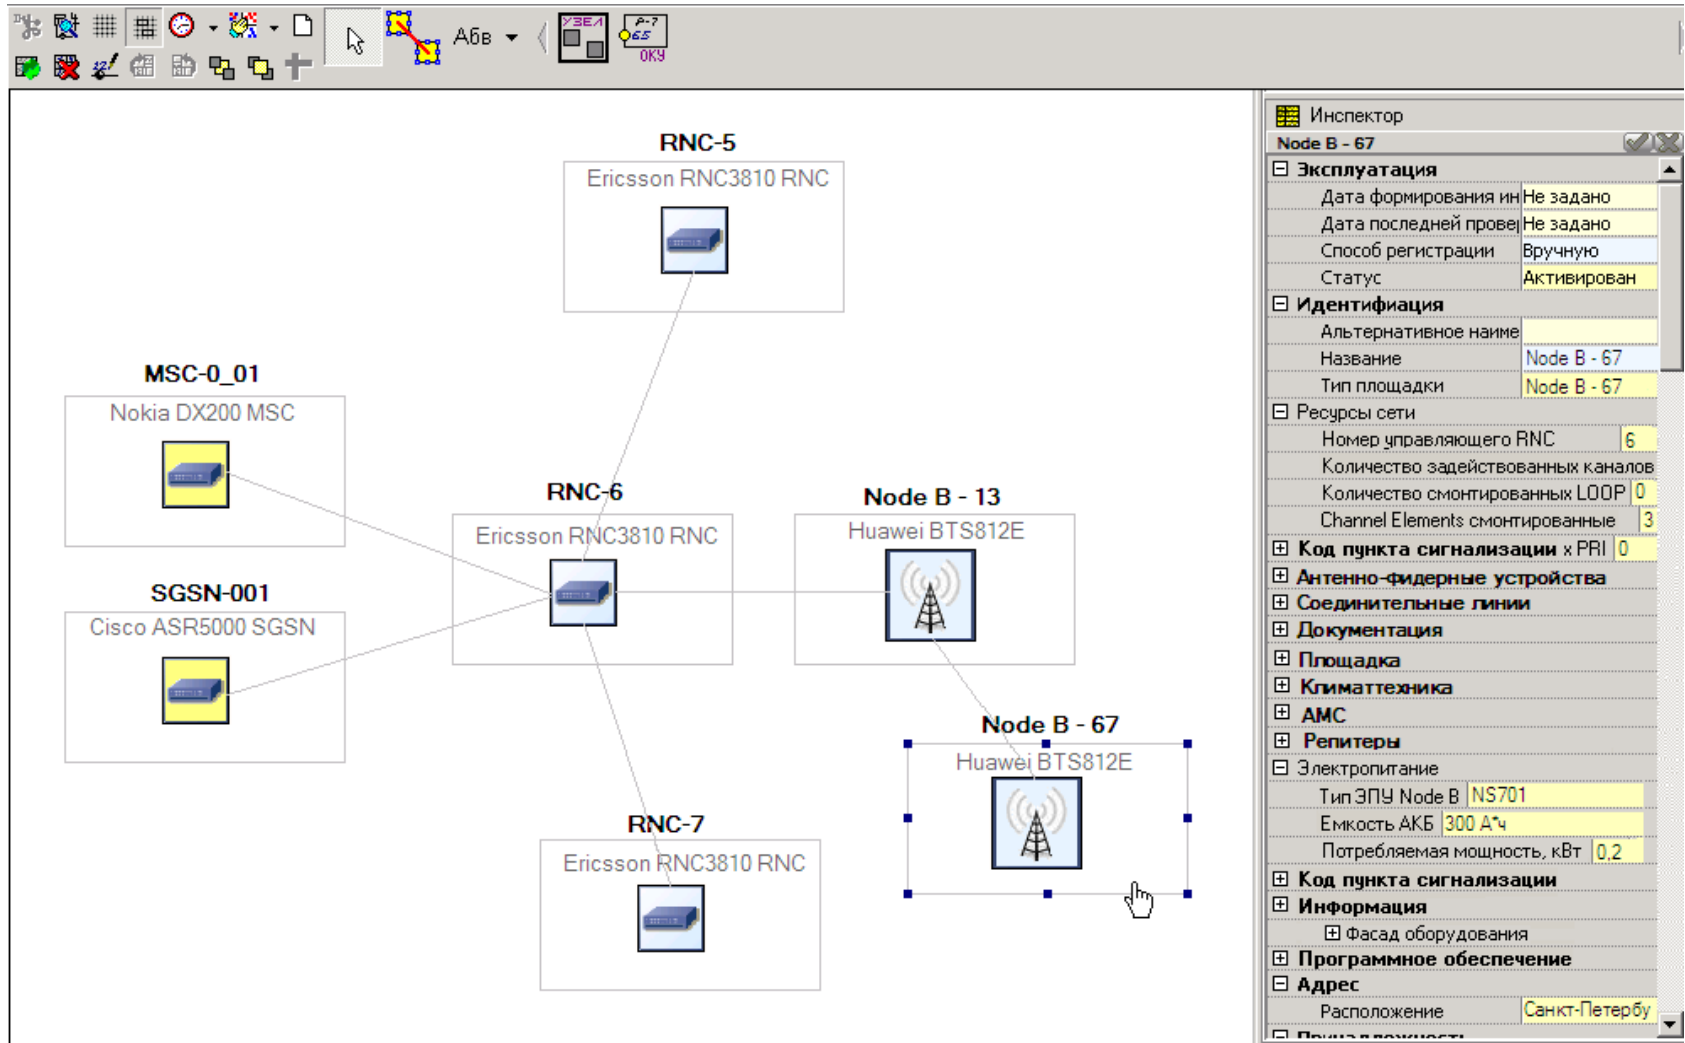 Абв
УЗЕЛ
Р-7
65
ОКУ
RNC-5
Ericsson RNC3810 RNC
MSC-0_01
Nokia DX200 MSC
RNC-6
Ericsson RNC3810 RNC
Node B - 13
Huawei BTS812E
SGSN-001
Cisco ASR5000 SGSN
Node B - 67
Huawei BTS812E
RNC-7
Ericsson RNC3810 RNC
Инспектор
Node B - 67
Эксплуатация
Дата формирования ин Не задано
Дата последней прове Не задано
Способ регистрации Вручную
Статус Активирован
Идентифиация
Альтернативное наиме
Название Node B - 67
Тип площадки Node B - 67
Ресурсы сети
Номер управляющего RNC 6
Количество задействованных каналов
Количество смонтированных LOOP 0
Channel Elements смонтированные 3
Код пункта сигнализации x PRI 0
Антенно-фидерные устройства
Соединительные линии
Документация
Площадка
Климаттехника
АМС
Репитеры
Электропитание
Тип ЭПУ Node B NS701
Емкость АКБ 300 А*ч
Потребляемая мощность, кВт 0,2
Код пункта сигнализации
Информация
Фасад оборудования
Программное обеспечение
Адрес
Расположение Санкт-Петербу
Принадлежность